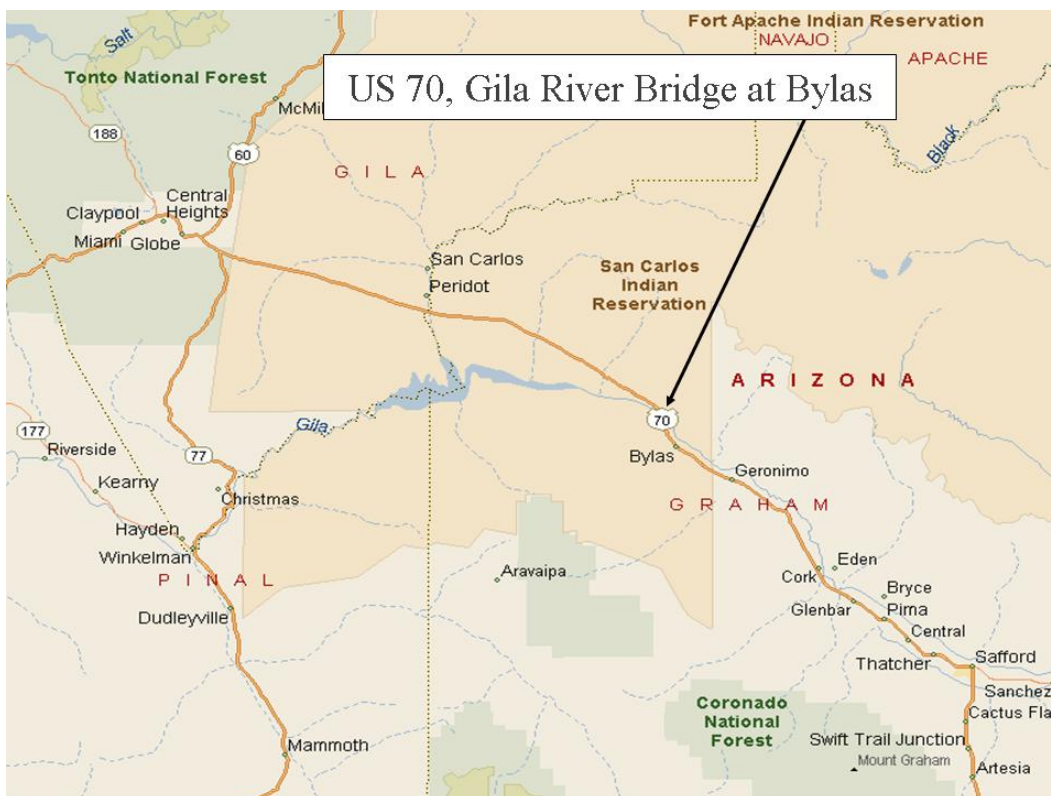 Fort Apache Indian Reservation
NAVAJO
APACHE
Salt
Tonto National Forest
US 70, Gila River Bridge at Bylas
188
60
Black
GILA
Central
Heights
Claypool
Miami
Globe
San Carlos
Peridot
San Carlos
Indian
Reservation
ARIZONA
Gila
177
77
70
Riverside
Bylas
Geronimo
Kearny
Christmas
GRAHAM
Hayden
Winkelman
PINAL
Aravaipa
Eden
Cork
Bryce
Glenbar
Pima
Dudleyville
Central
Thatcher
Safford
Sanchez
Coronado
National
Forest
Cactus Fla
Swift Trail Junction
Mount Graham
Mammoth
Artesia